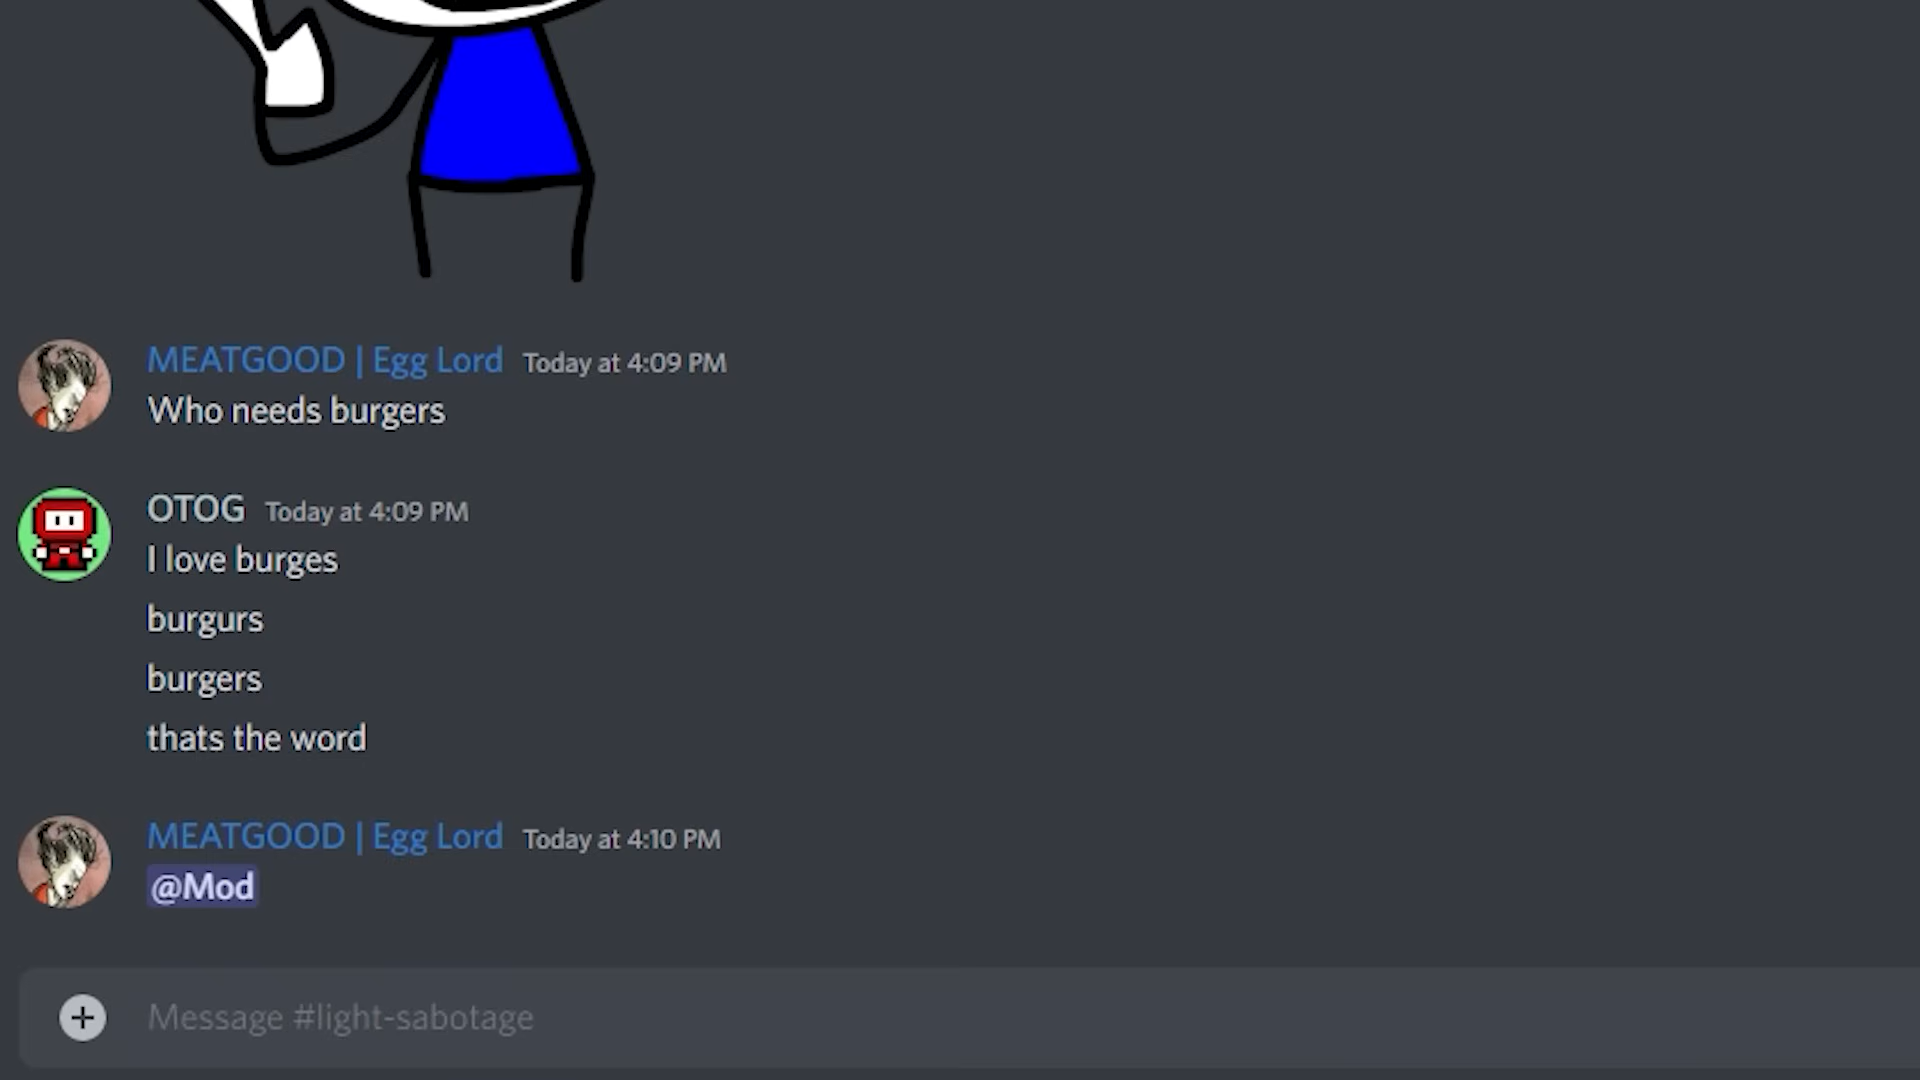 MEATGOOD | Egg Lord Today at 4:09 PM
Who needs burgers
OTOG Today at 4:09 PM
I love burges
burgurs
burgers
thats the word
MEATGOOD | Egg Lord Today at 4:10 PM
@Mod
Message #light-sabotage